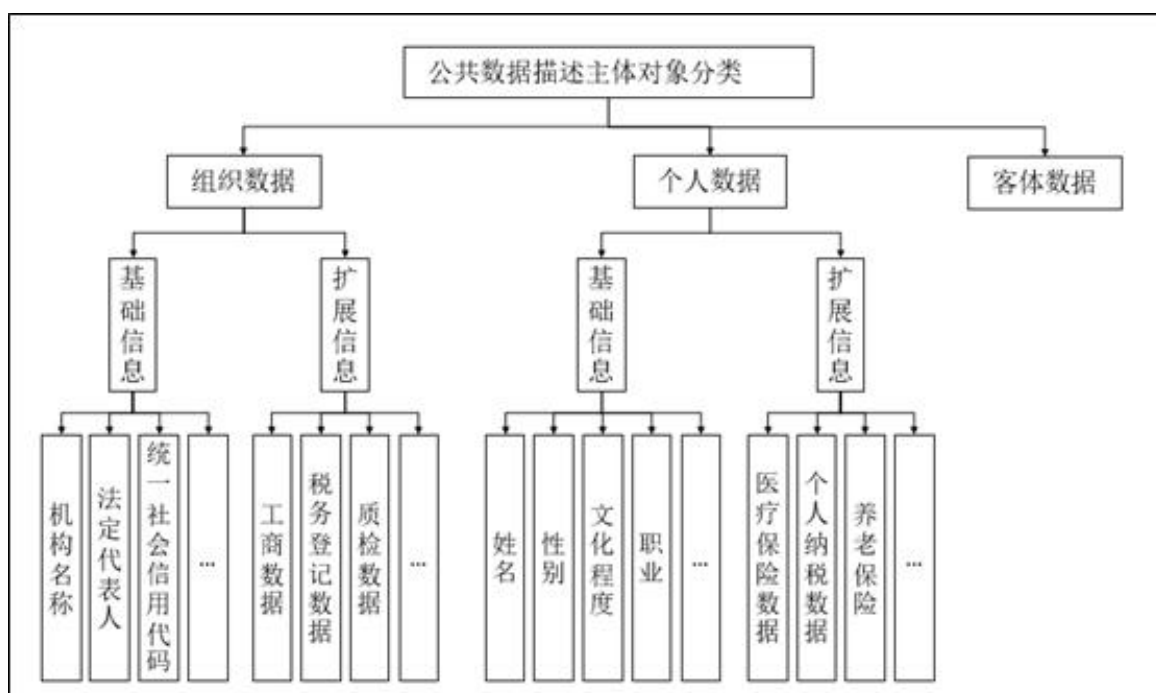 公共数据描述主体对象分类
组织数据
个人数据
客体数据
基础信息
扩展信息
基础信息
扩展信息
机构名称
法定代表人
统一社会信用代码
...
工商数据
税务登记数据
质检数据
...
姓名
性别
文化程度
职业
...
医疗保险数据
个人纳税数据
养老保险
...